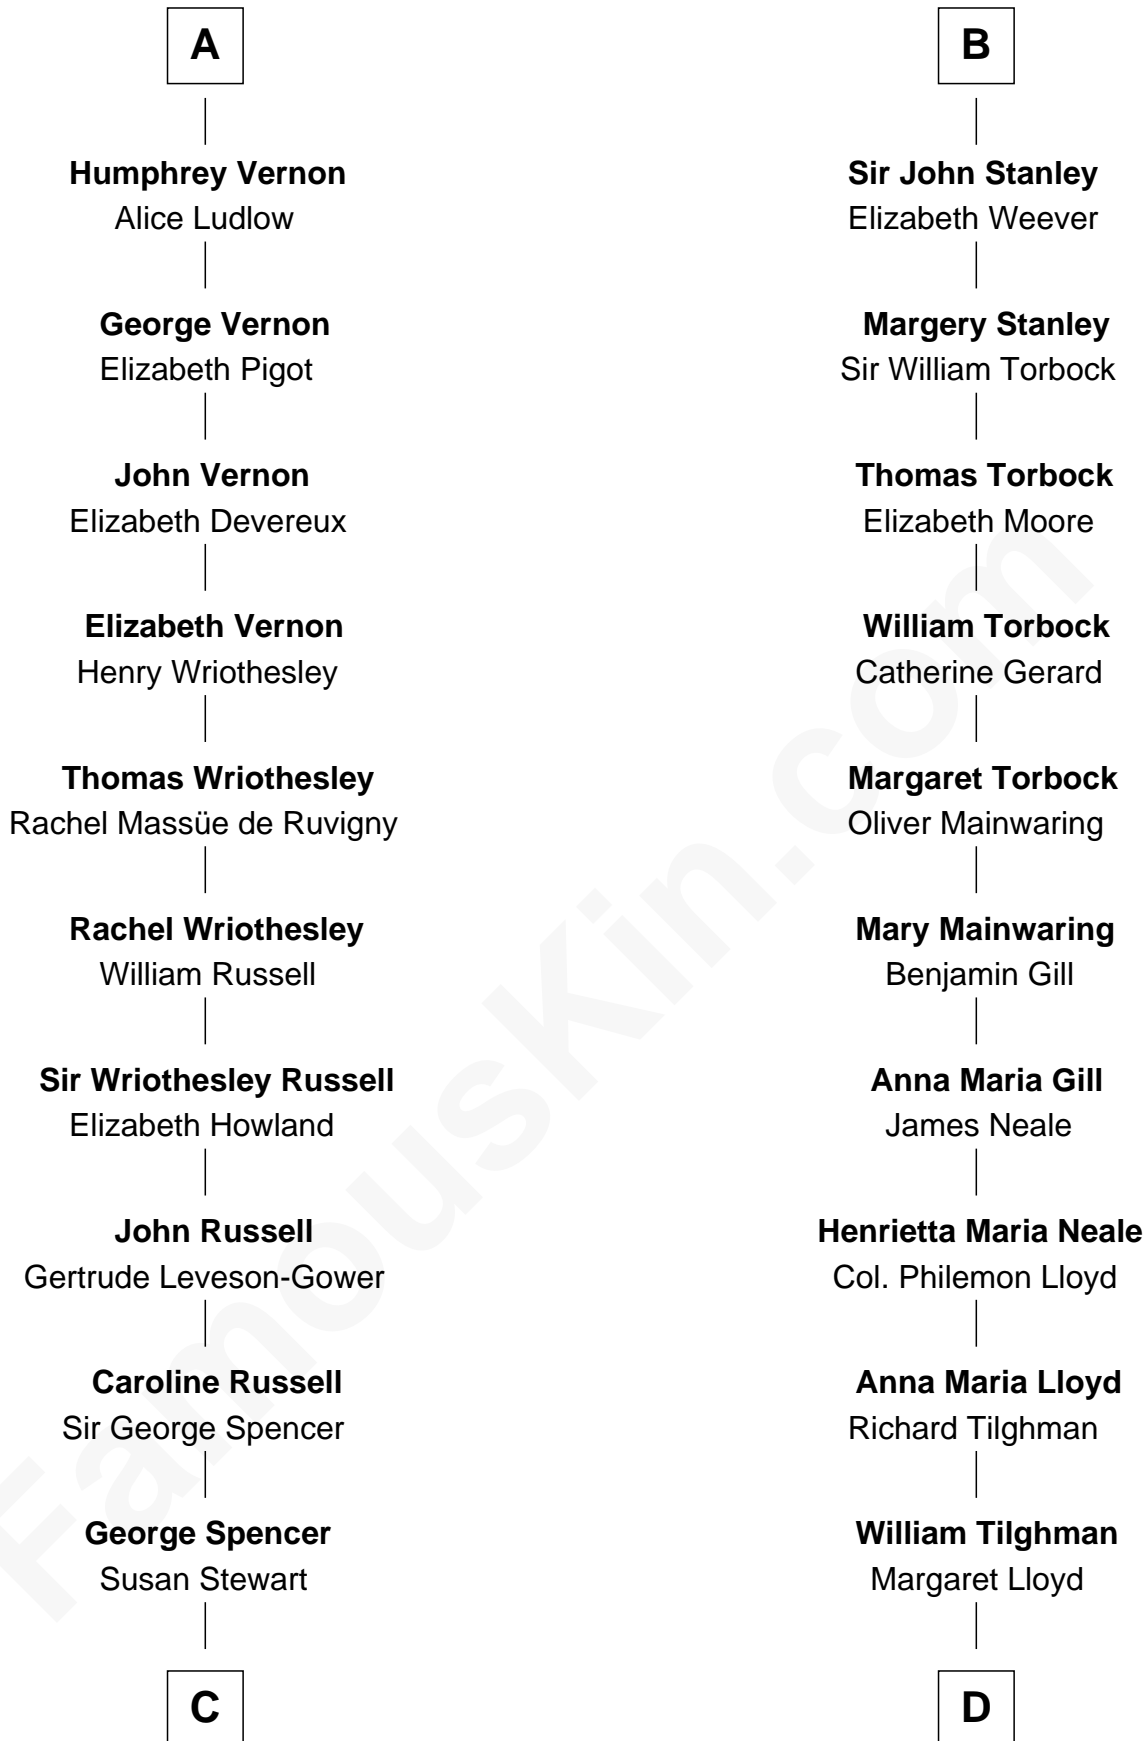 A
Humphrey Vernon
Alice Ludlow
George Vernon
Elizabeth Pigot
John Vernon
Elizabeth Devereux
Elizabeth Vernon
Henry Wriothesley
Thomas Wriothesley
Rachel Massüe de Ruvigny
Rachel Wriothesley
William Russell
Sir Wriothesley Russell
Elizabeth Howland
John Russell
Gertrude Leveson-Gower
Caroline Russell
Sir George Spencer
George Spencer
Susan Stewart
C
B
Sir John Stanley
Elizabeth Weever
Margery Stanley
Sir William Torbock
Thomas Torbock
Elizabeth Moore
William Torbock
Catherine Gerard
Margaret Torbock
Oliver Mainwaring
Mary Mainwaring
Benjamin Gill
Anna Maria Gill
James Neale
Henrietta Maria Neale
Col. Philemon Lloyd
Anna Maria Lloyd
Richard Tilghman
William Tilghman
Margaret Lloyd
D
FamousKin.com